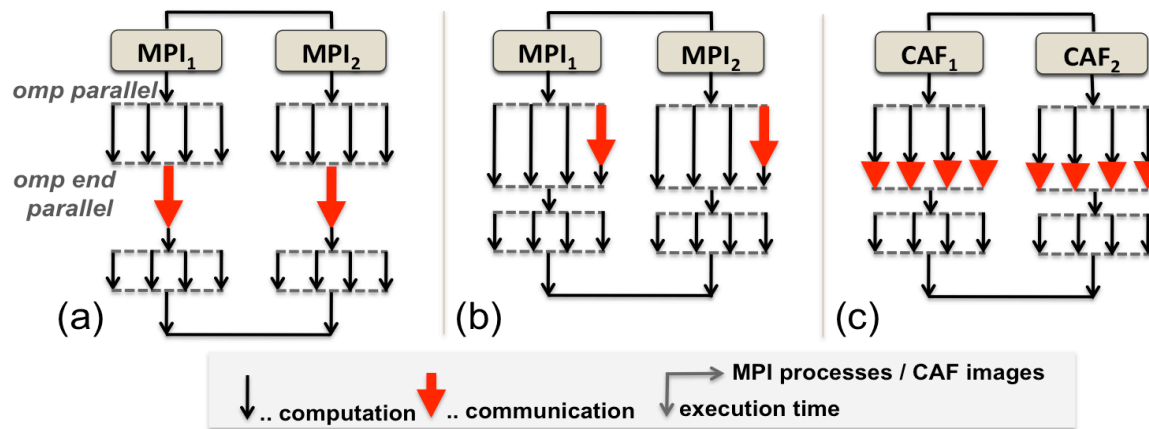 MPI1 MPI2 MPI1 MPI2 CAF1 CAF2
omp parallel
omp end
parallel
(a) (b) (c)
MPI processes / CAF images
.. computation .. communication execution time